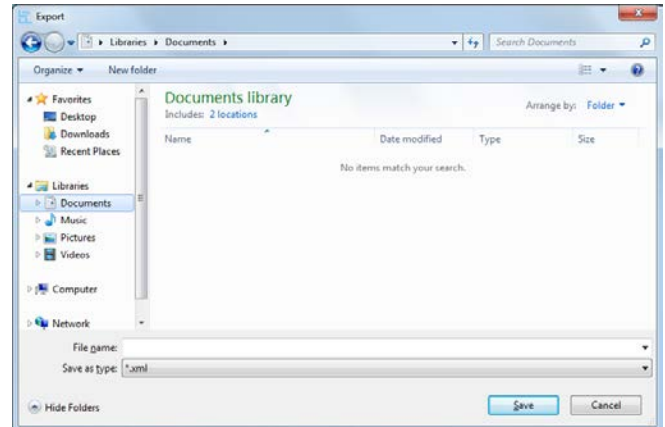 Export
Libraries Documents
Search Documents
Organize New folder
Favorites
Desktop
Downloads
Recent Places
Libraries
Documents
Music
Pictures
Videos
Computer
Network
Documents library
Includes: 2 locations
Arrange by: Folder
Name Date modified Type Size
No items match your search.
File name:
Save as type: *.xml
Hide Folders
Save Cancel